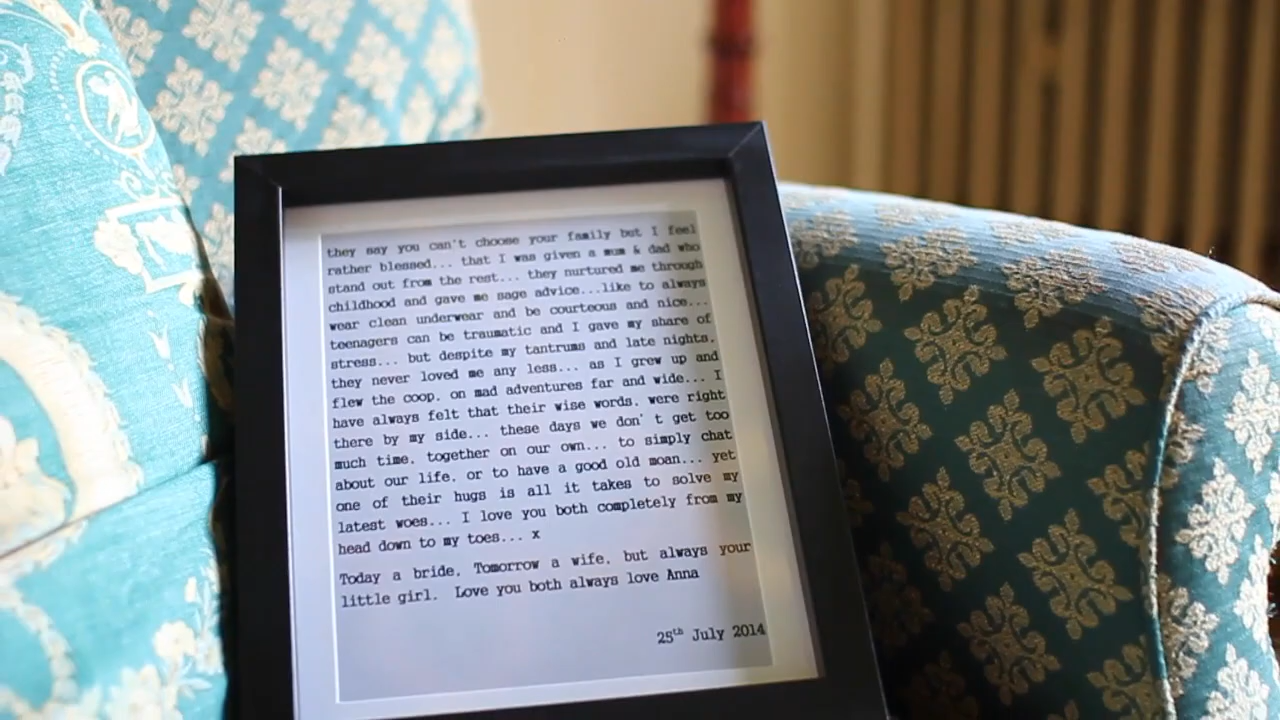 they say you can't choose your family but I feel
rather blessed... that I was given a mum & dad who
stand out from the rest... they nurtured me through
childhood and gave me sage advice...like to always
wear clean underwear and be courteous and nice...
teenagers can be traumatic and I gave my share of
stress... but despite my tantrums and late nights,
they never loved me any less... as I grew up and
flew the coop, on mad adventures far and wide... I
have always felt that their wise words, were right
there by my side... these days we don't get too
much time, together on our own... to simply chat
about our life, or to have a good old moan... yet
one of their hugs is all it takes to solve my
latest woes... I love you both completely from my
head down to my toes... x
Today a bride, Tomorrow a wife, but always your
little girl. Love you both always love Anna
25th July 2014